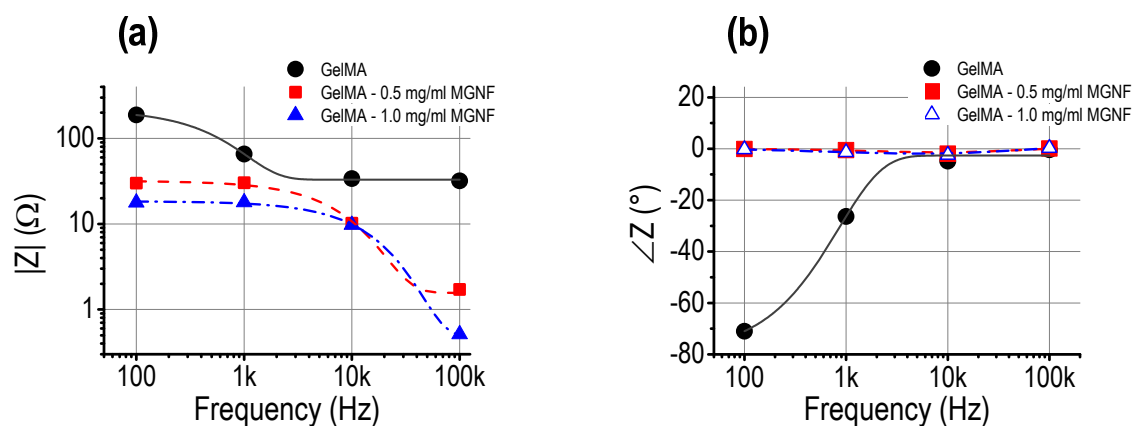 (a)
GelMA
GelMA - 0.5 mg/ml MGNF
GelMA - 1.0 mg/ml MGNF
|Z| (Ω)
100
10
1
100 1k 10k 100k
Frequency (Hz)
(b)
GelMA
GelMA - 0.5 mg/ml MGNF
GelMA - 1.0 mg/ml MGNF
∠Z (°)
20
0
-20
-40
-60
-80
100 1k 10k 100k
Frequency (Hz)